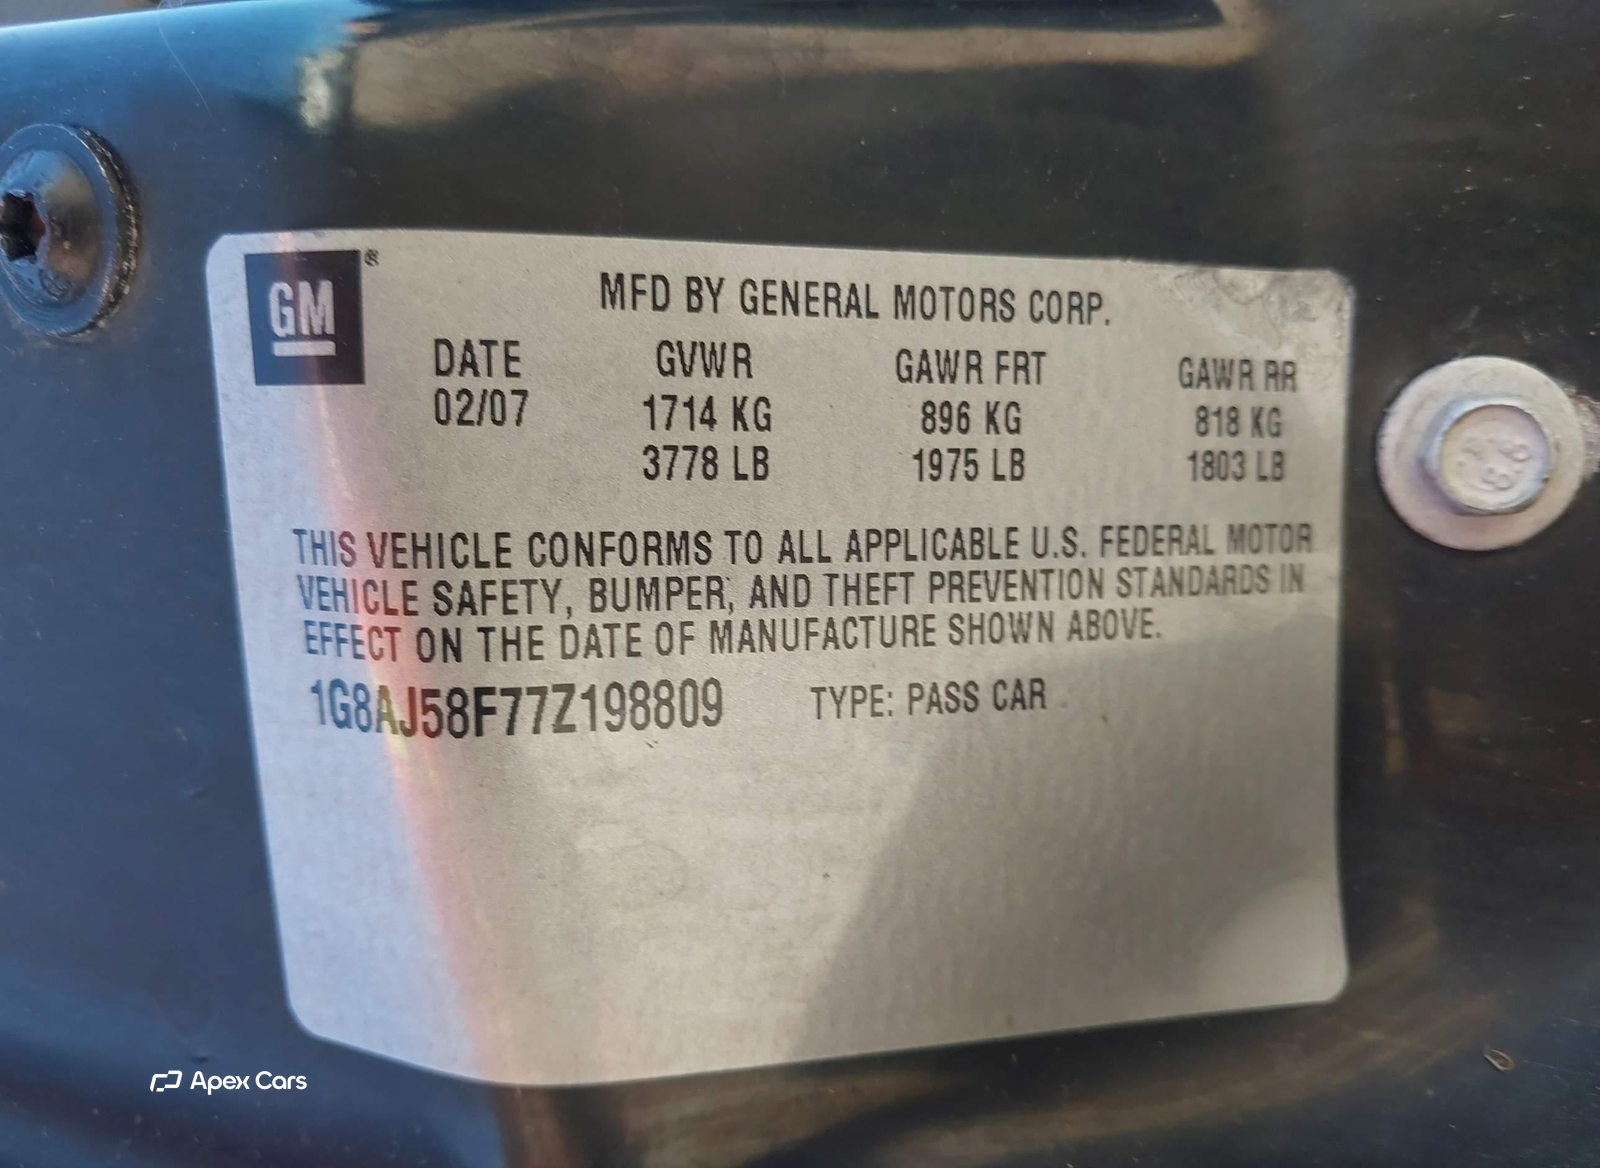 GM®
MFD BY GENERAL MOTORS CORP.
DATE GVWR GAWR FRT GAWR RR
02/07 1714 KG 896 KG 818 KG
3778 LB 1975 LB 1803 LB
THIS VEHICLE CONFORMS TO ALL APPLICABLE U.S. FEDERAL MOTOR
VEHICLE SAFETY, BUMPER, AND THEFT PREVENTION STANDARDS IN
EFFECT ON THE DATE OF MANUFACTURE SHOWN ABOVE.
1G8AJ58F77Z198809 TYPE: PASS CAR
Apex Cars